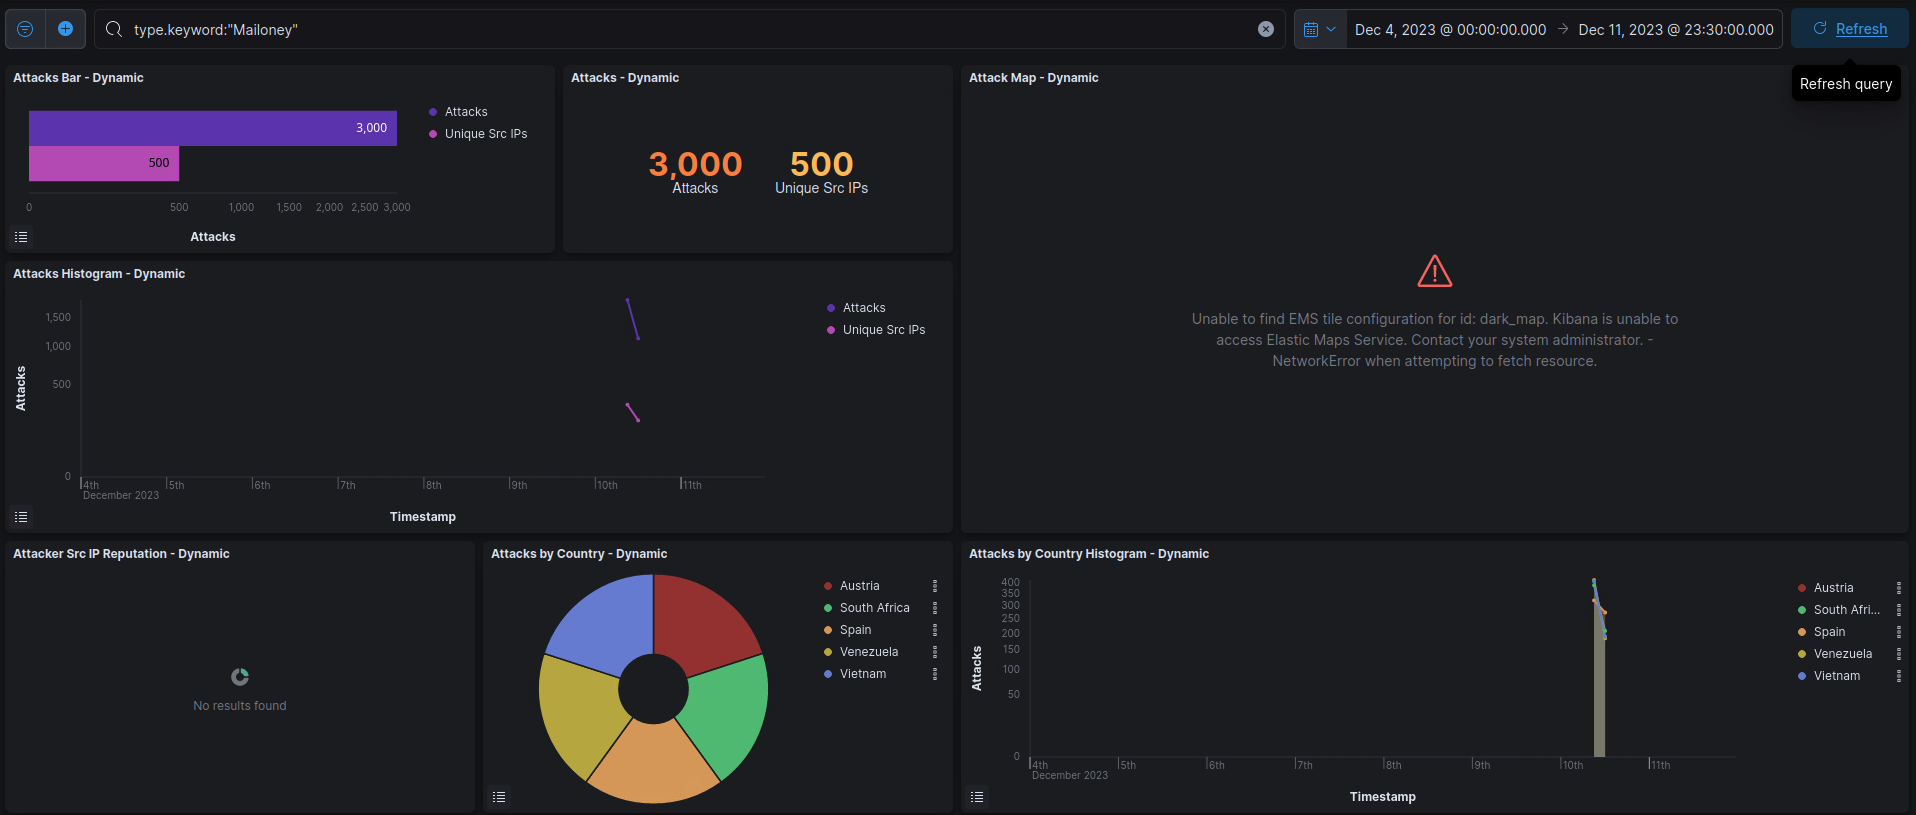 type.keyword:"Mailoney"
Dec 4, 2023 @ 00:00:00.000 → Dec 11, 2023 @ 23:30:00.000
Refresh
Refresh query
Attacks Bar - Dynamic
3,000
500
Attacks
Unique Src IPs
0 500 1,000 1,500 2,000 2,500 3,000
Attacks
Attacks - Dynamic
3,000 500
Attacks Unique Src IPs
Attack Map - Dynamic
Unable to find EMS tile configuration for id: dark_map. Kibana is unable to
access Elastic Maps Service. Contact your system administrator. -
NetworkError when attempting to fetch resource.
Attacks Histogram - Dynamic
1,500
1,000
500
0
Attacks
4th 5th 6th 7th 8th 9th 10th 11th
December 2023
Timestamp
Attacks
Unique Src IPs
Attacker Src IP Reputation - Dynamic
No results found
Attacks by Country - Dynamic
Austria
South Africa
Spain
Venezuela
Vietnam
Attacks by Country Histogram - Dynamic
400
350
300
250
200
150
100
50
0
Attacks
4th 5th 6th 7th 8th 9th 10th 11th
December 2023
Timestamp
Austria
South Afri...
Spain
Venezuela
Vietnam